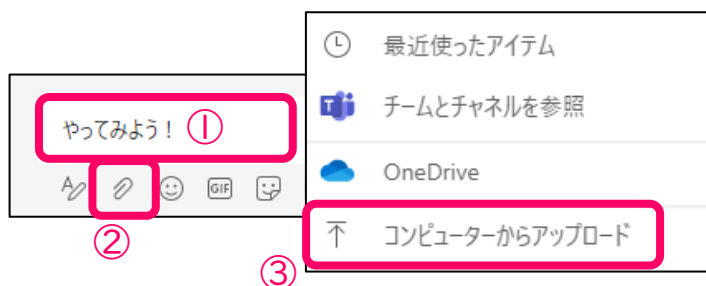 やってみよう！ ①
GIF
②
最近使ったアイテム
チームとチャネルを参照
OneDrive
コンピューターからアップロード
③